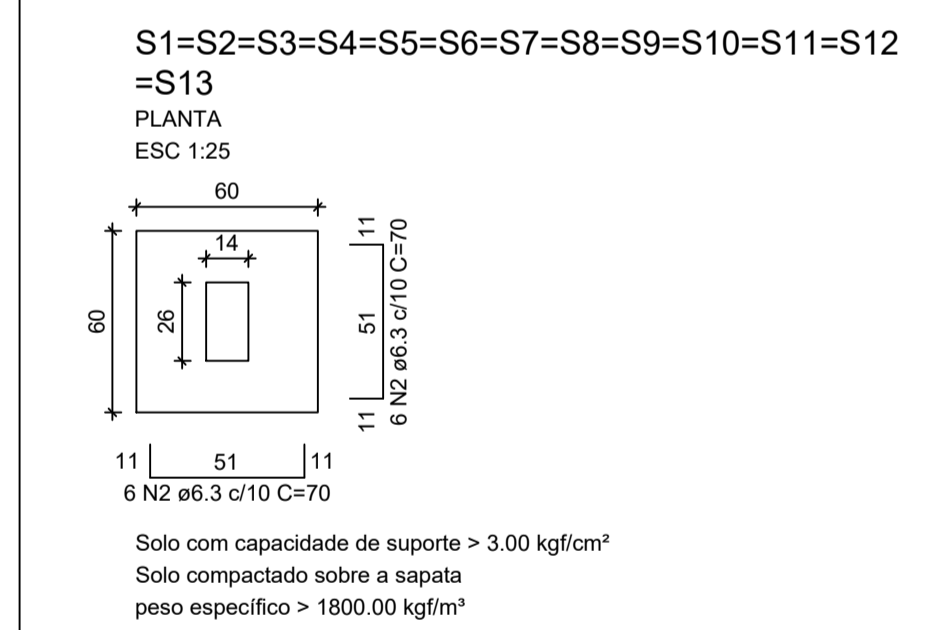 S1=S2=S3=S4=S5=S6=S7=S8=S9=S10=S11=S12
=S13
PLANTA
ESC 1:25
60
14
60
26
11
51
11
6 N2 ø6.3 c/10 C=70
11
51
11
6 N2 ø6.3 c/10 C=70
Solo com capacidade de suporte > 3.00 kgf/cm²
Solo compactado sobre a sapata
peso específico > 1800.00 kgf/m³